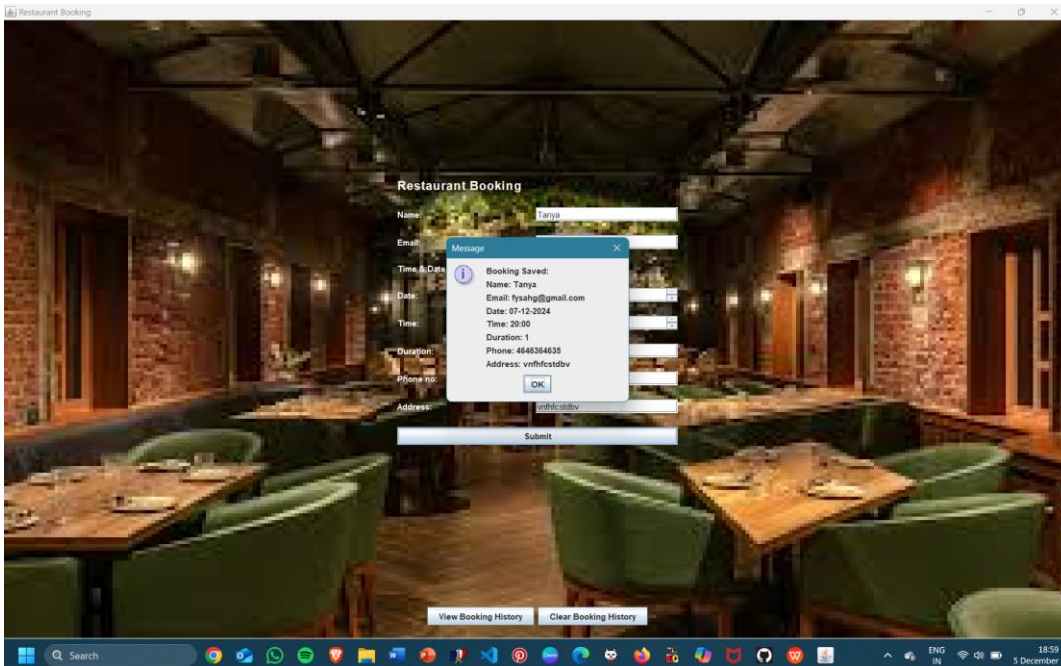 Restaurant Booking
Restaurant Booking
Name:
Tanya
Email:
Message
Time & Date
Booking Saved:
Name: Tanya
Email: fysahg@gmail.com
Date: 07-12-2024
Time: 20:00
Duration: 1
Phone: 4646364635
Address: vnfhfcstdbv
OK
Date:
Time:
Duration:
Phone no:
Address:
vnfhfcstdbv
Submit
View Booking History
Clear Booking History
Search
ENG
IN
18:59
5 December